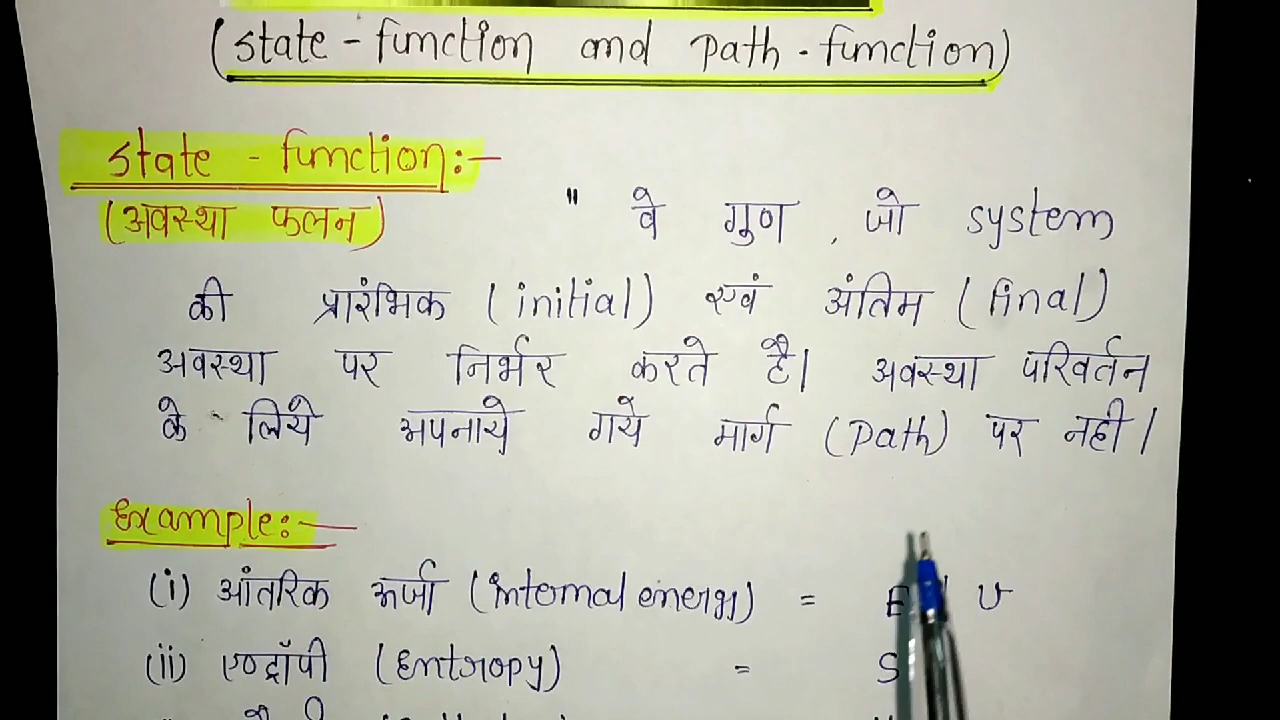 (state-function and path-function)
state - function:-
(अवस्था फलन)
" वे गुण , जो system
की प्रारंभिक (initial) एवं अंतिम (final)
अवस्था पर निर्भर करते है। अवस्था परिवर्तन
के लिये अपनाये गये मार्ग (path) पर नही।
Example:-
(i) आंतरिक ऊर्जा (internal energy) = E U
(ii) एण्ट्रॉपी (Entropy) = S